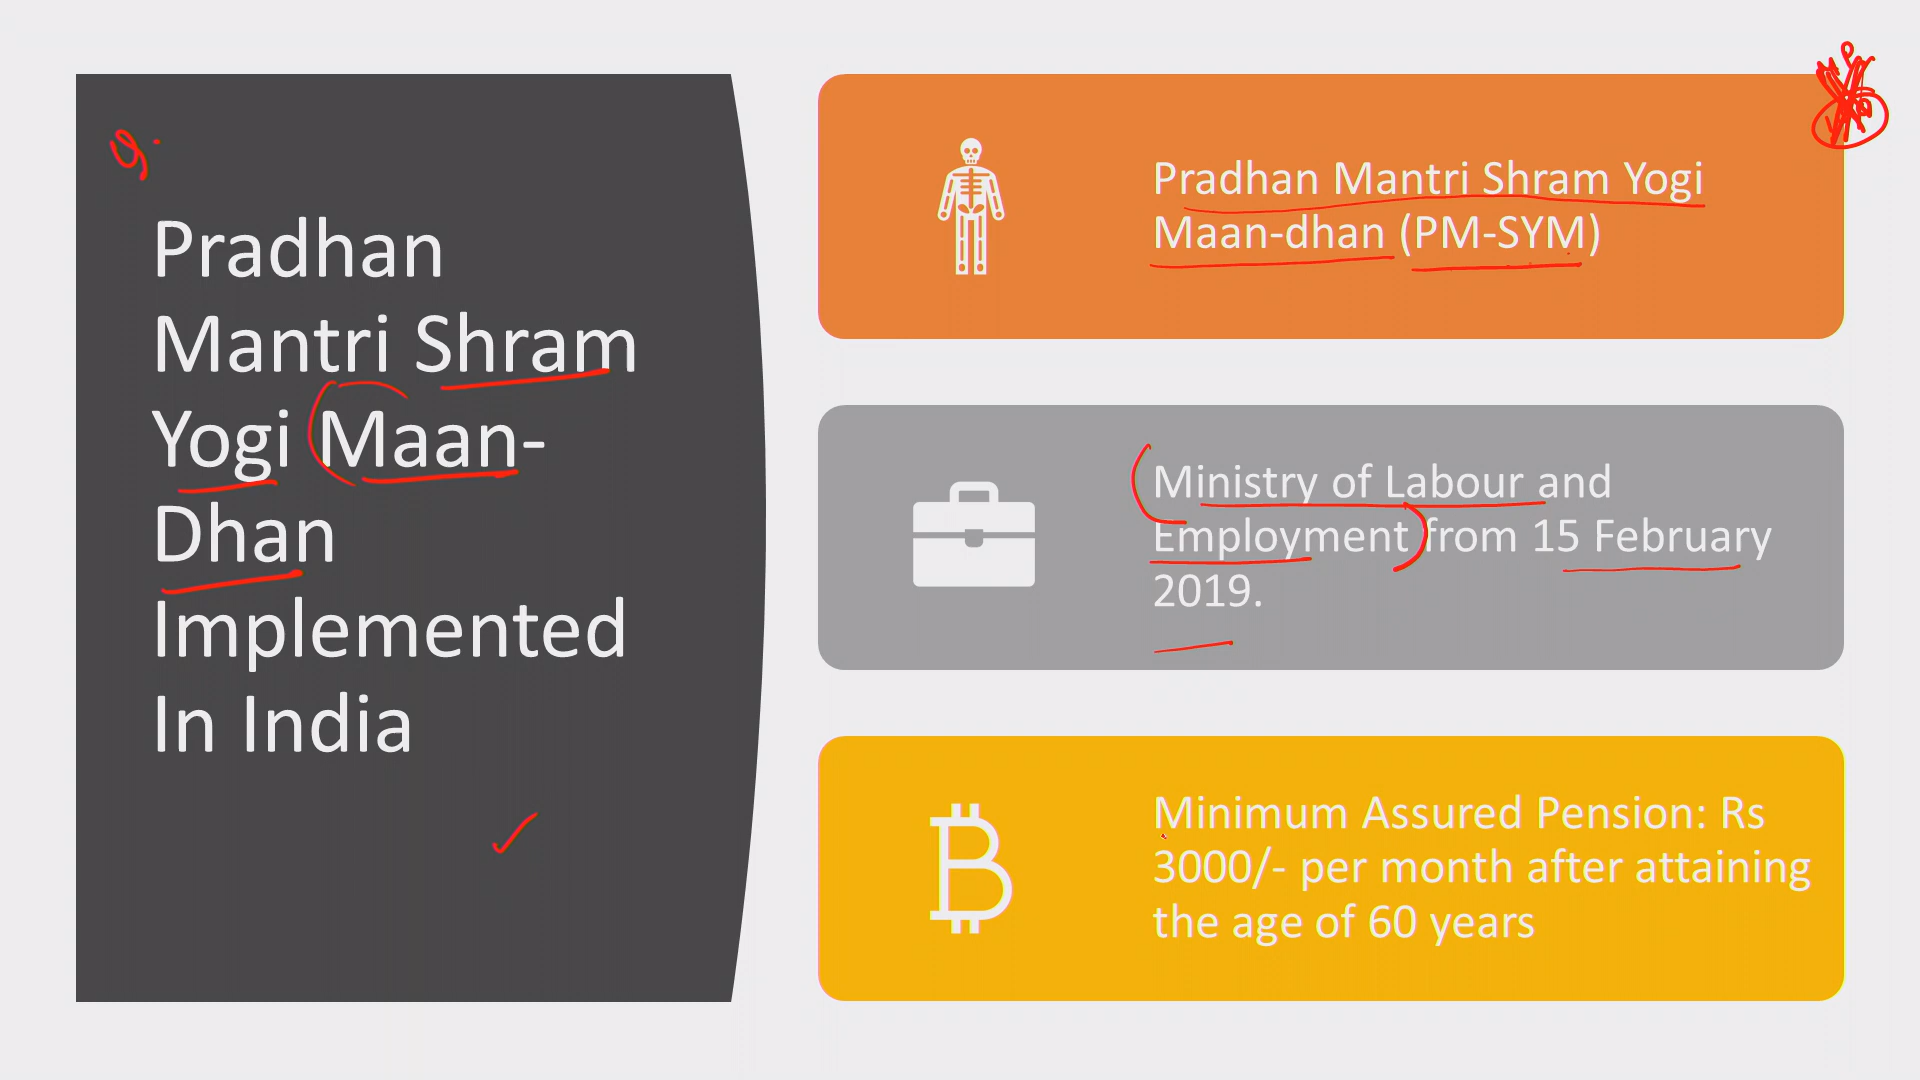 Pradhan
Mantri Shram
Yogi Maan-
Dhan
Implemented
In India
Pradhan Mantri Shram Yogi
Maan-dhan (PM-SYM)
Ministry of Labour and
Employment from 15 February
2019.
Minimum Assured Pension: Rs
3000/- per month after attaining
the age of 60 years